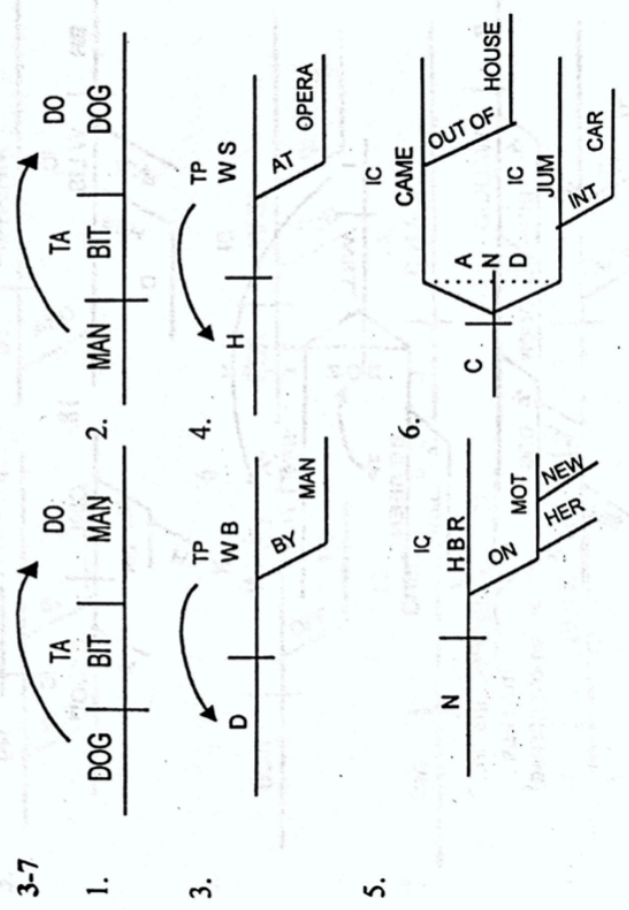 3-7
1.
TA DO
DOG BIT MAN
2.
TA DO
MAN BIT DOG
3.
TP
D W B
BY
MAN
4.
TP
H W S
AT
OPERA
5.
IC
N H B R
ON
MOT
HER
NEW
6.
IC
CAME
OUT OF
HOUSE
C
A
N
D
IC
JUM
INT
CAR